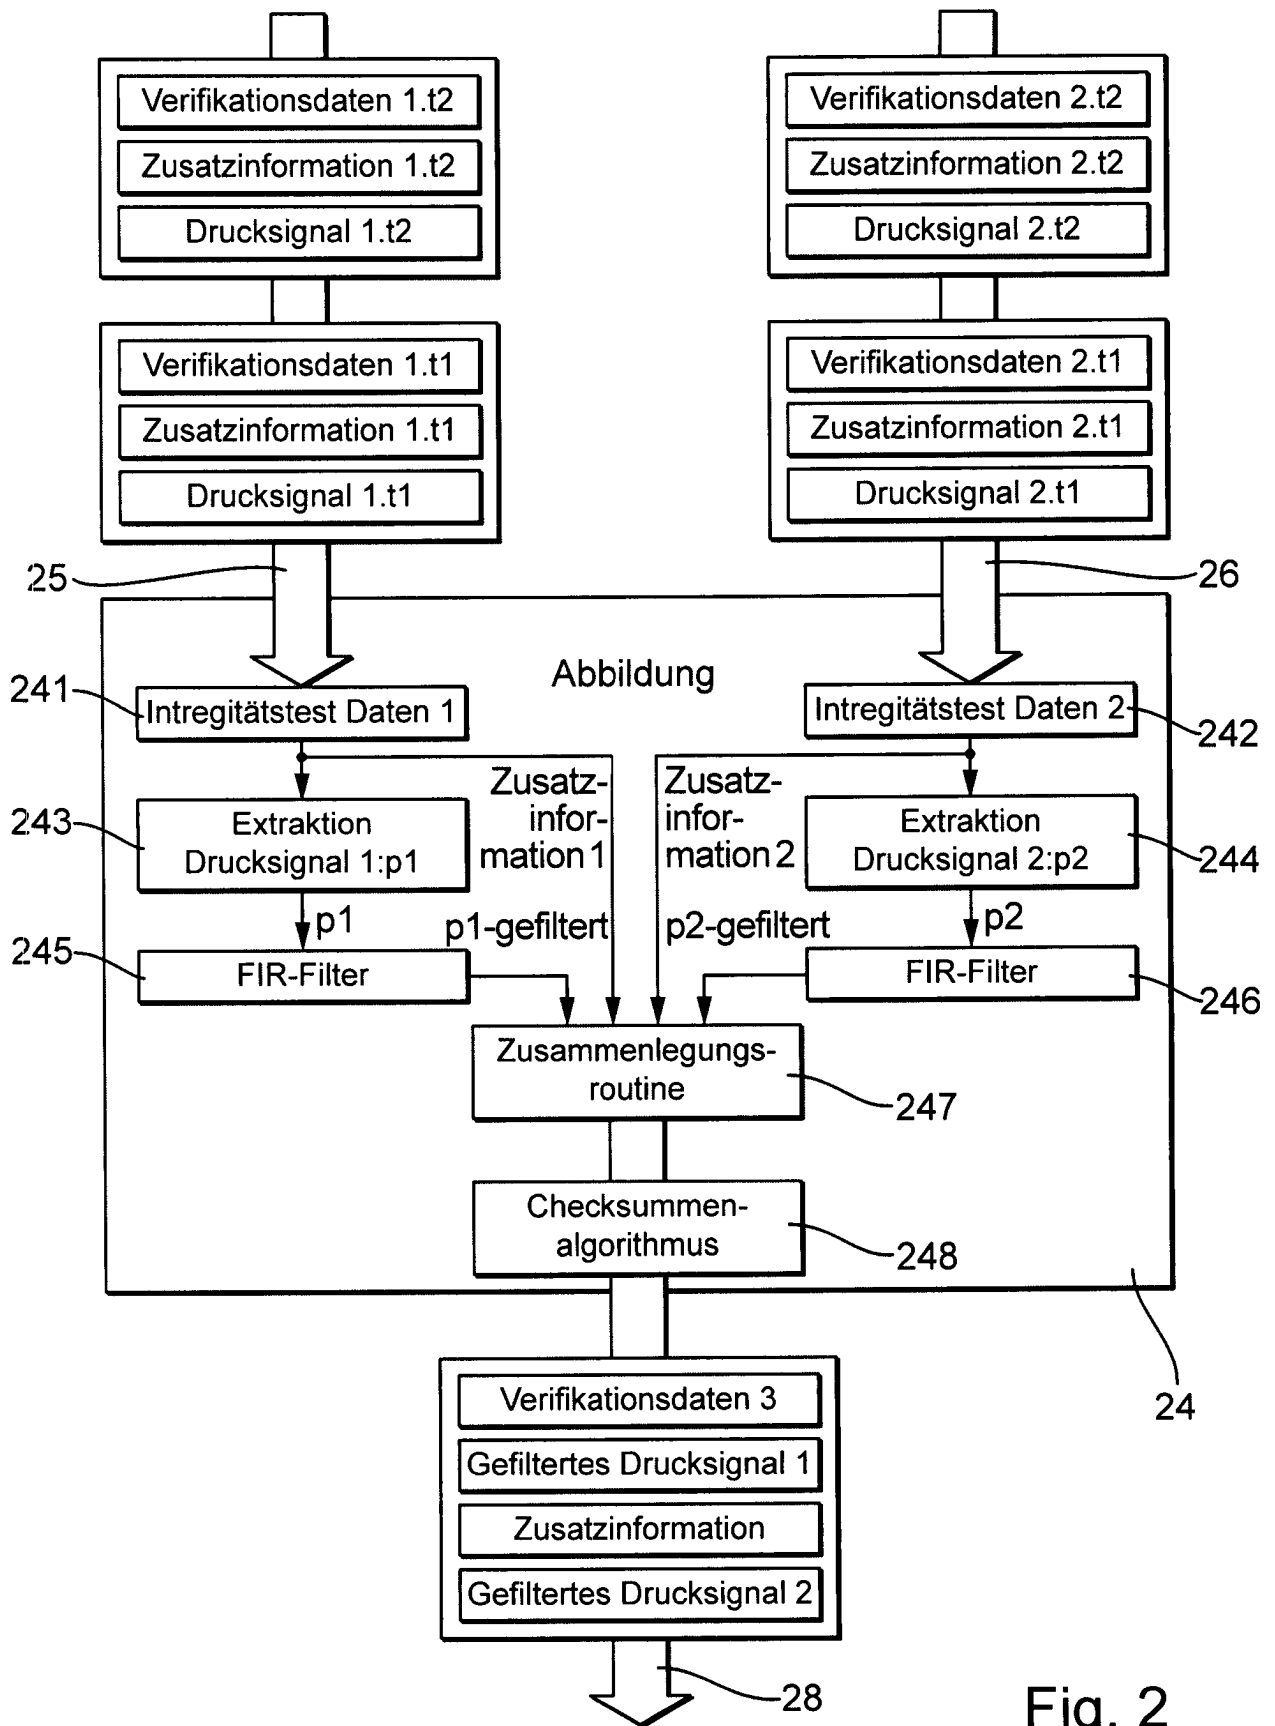 Verifikationsdaten 1.t2
Zusatzinformation 1.t2
Drucksignal 1.t2
Verifikationsdaten 2.t2
Zusatzinformation 2.t2
Drucksignal 2.t2
Verifikationsdaten 1.t1
Zusatzinformation 1.t1
Drucksignal 1.t1
Verifikationsdaten 2.t1
Zusatzinformation 2.t1
Drucksignal 2.t1
25
26
Abbildung
241
Intregitätstest Daten 1
Intregitätstest Daten 2
242
243
Extraktion
Drucksignal 1:p1
Zusatz-
infor-
mation 1
Zusatz-
infor-
mation 2
Extraktion
Drucksignal 2:p2
244
p1
p1-gefiltert
p2-gefiltert
p2
245
FIR-Filter
FIR-Filter
246
Zusammenlegungs-
routine
247
Checksummen-
algorithmus
248
24
Verifikationsdaten 3
Gefiltertes Drucksignal 1
Zusatzinformation
Gefiltertes Drucksignal 2
28
Fig. 2